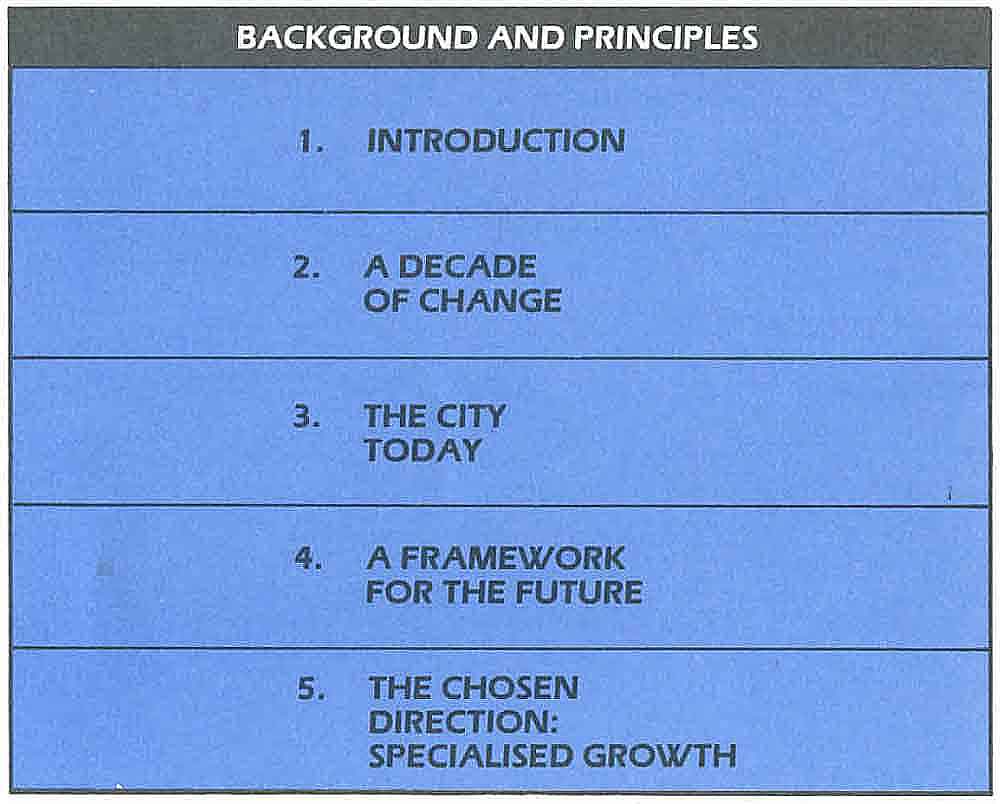 BACKGROUND AND PRINCIPLES
1. INTRODUCTION
2. A DECADE
OF CHANGE
3. THE CITY
TODAY
4. A FRAMEWORK
FOR THE FUTURE
5. THE CHOSEN
DIRECTION:
SPECIALISED GROWTH